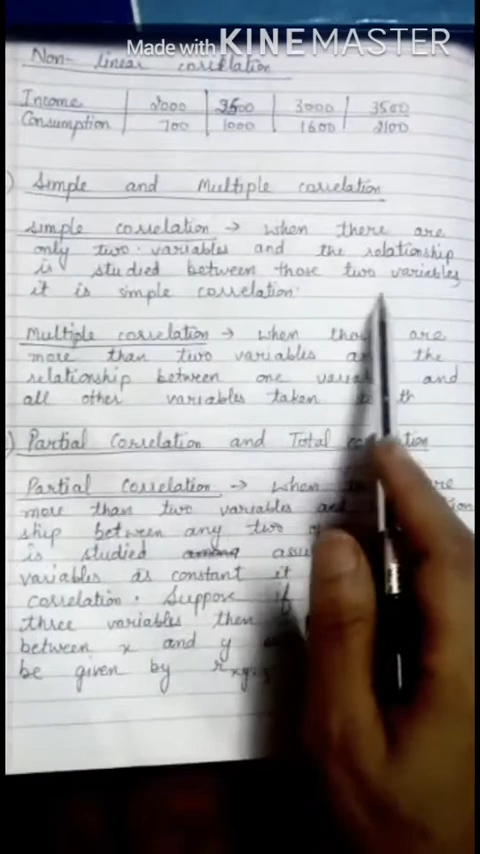 Made with KINEMASTER
Non-linear correlation
Income 2000 2500 3000 3500
Consumption 700 1000 1600 2100
) Simple and Multiple correlation
Simple correlation → when there are
only two variables and the relationship
is studied between those two variables
it is simple correlation.
Multiple correlation → when are
more than two variables the
relationship between one and
all other variables taken
) Partial Correlation and Total
Partial Correlation → when
more than two variables and
ship between any two
is studied among
variables as constant it
correlation. Suppose if
three variables then
between x and y
be given by r xy.